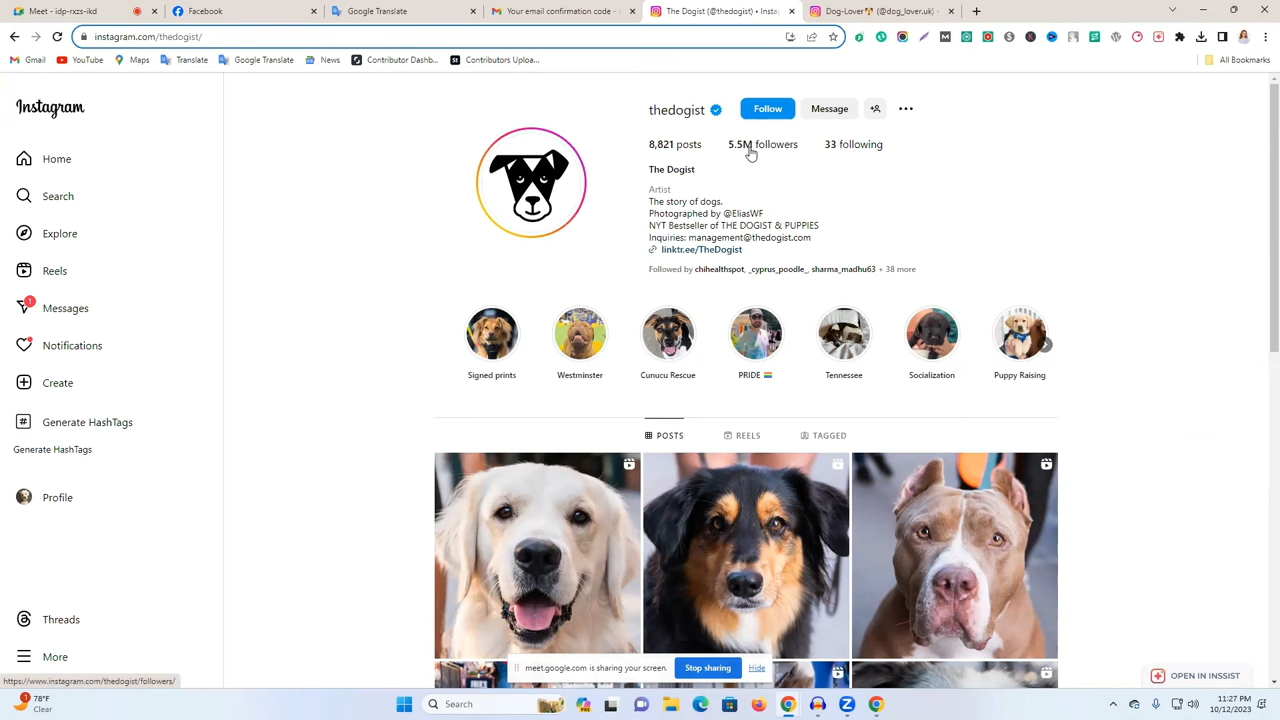 Meet - idp-rzxs-ikd
Facebook
Google Translate
Your email confirmation code -
The Dogist (@thedogist) • Insta
Dog-Lover🐶 (@dog_lover.uk) •
instagram.com/thedogist/
Gmail
YouTube
Maps
Translate
Google Translate
News
Contributor Dashb...
Contributors Uploa...
All Bookmarks
Instagram
Home
Search
Explore
Reels
1
Messages
Notifications
Create
Generate HashTags
Generate HashTags
Profile
Threads
More
thedogist
Follow
Message
8,821 posts
5.5M followers
33 following
The Dogist
Artist
The story of dogs.
Photographed by @EliasWF
NYT Bestseller of THE DOGIST & PUPPIES
Inquiries: management@thedogist.com
linktr.ee/TheDogist
Followed by chihealthspot, _cyprus_poodle_, sharma_madhu63 + 38 more
Signed prints
Westminster
Cunucu Rescue
PRIDE 🏳️‍🌈
Tennessee
Socialization
Puppy Raising
POSTS
REELS
TAGGED
meet.google.com is sharing your screen.
Stop sharing
Hide
OPEN IN INSSIST
https://www.instagram.com/thedogist/followers/
1
78°F
Clear
Search
11:27 PM
10/12/2023